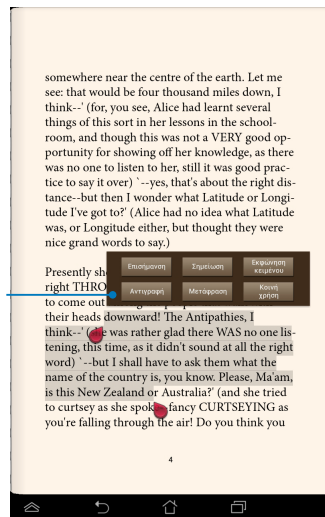 somewhere near the centre of the earth. Let me
see: that would be four thousand miles down, I
think--' (for, you see, Alice had learnt several
things of this sort in her lessons in the school-
room, and though this was not a VERY good op-
portunity for showing off her knowledge, as there
was no one to listen to her, still it was good prac-
tice to say it over) `--yes, that's about the right dis-
tance--but then I wonder what Latitude or Longi-
tude I've got to?' (Alice had no idea what Latitude
was, or Longitude either, but thought they were
nice grand words to say.)
Presently sh
Επισήμανση Σημείωση Εκφώνηση κειμένου
right THRO
Αντιγραφή Μετάφραση Κοινή χρήση
to come out
their heads downward! The Antipathies, I
think--' (she was rather glad there WAS no one lis-
tening, this time, as it didn't sound at all the right
word) `--but I shall have to ask them what the
name of the country is, you know. Please, Ma'am,
is this New Zealand or Australia?' (and she tried
to curtsey as she spok fancy CURTSEYING as
you're falling through the air! Do you think you
4